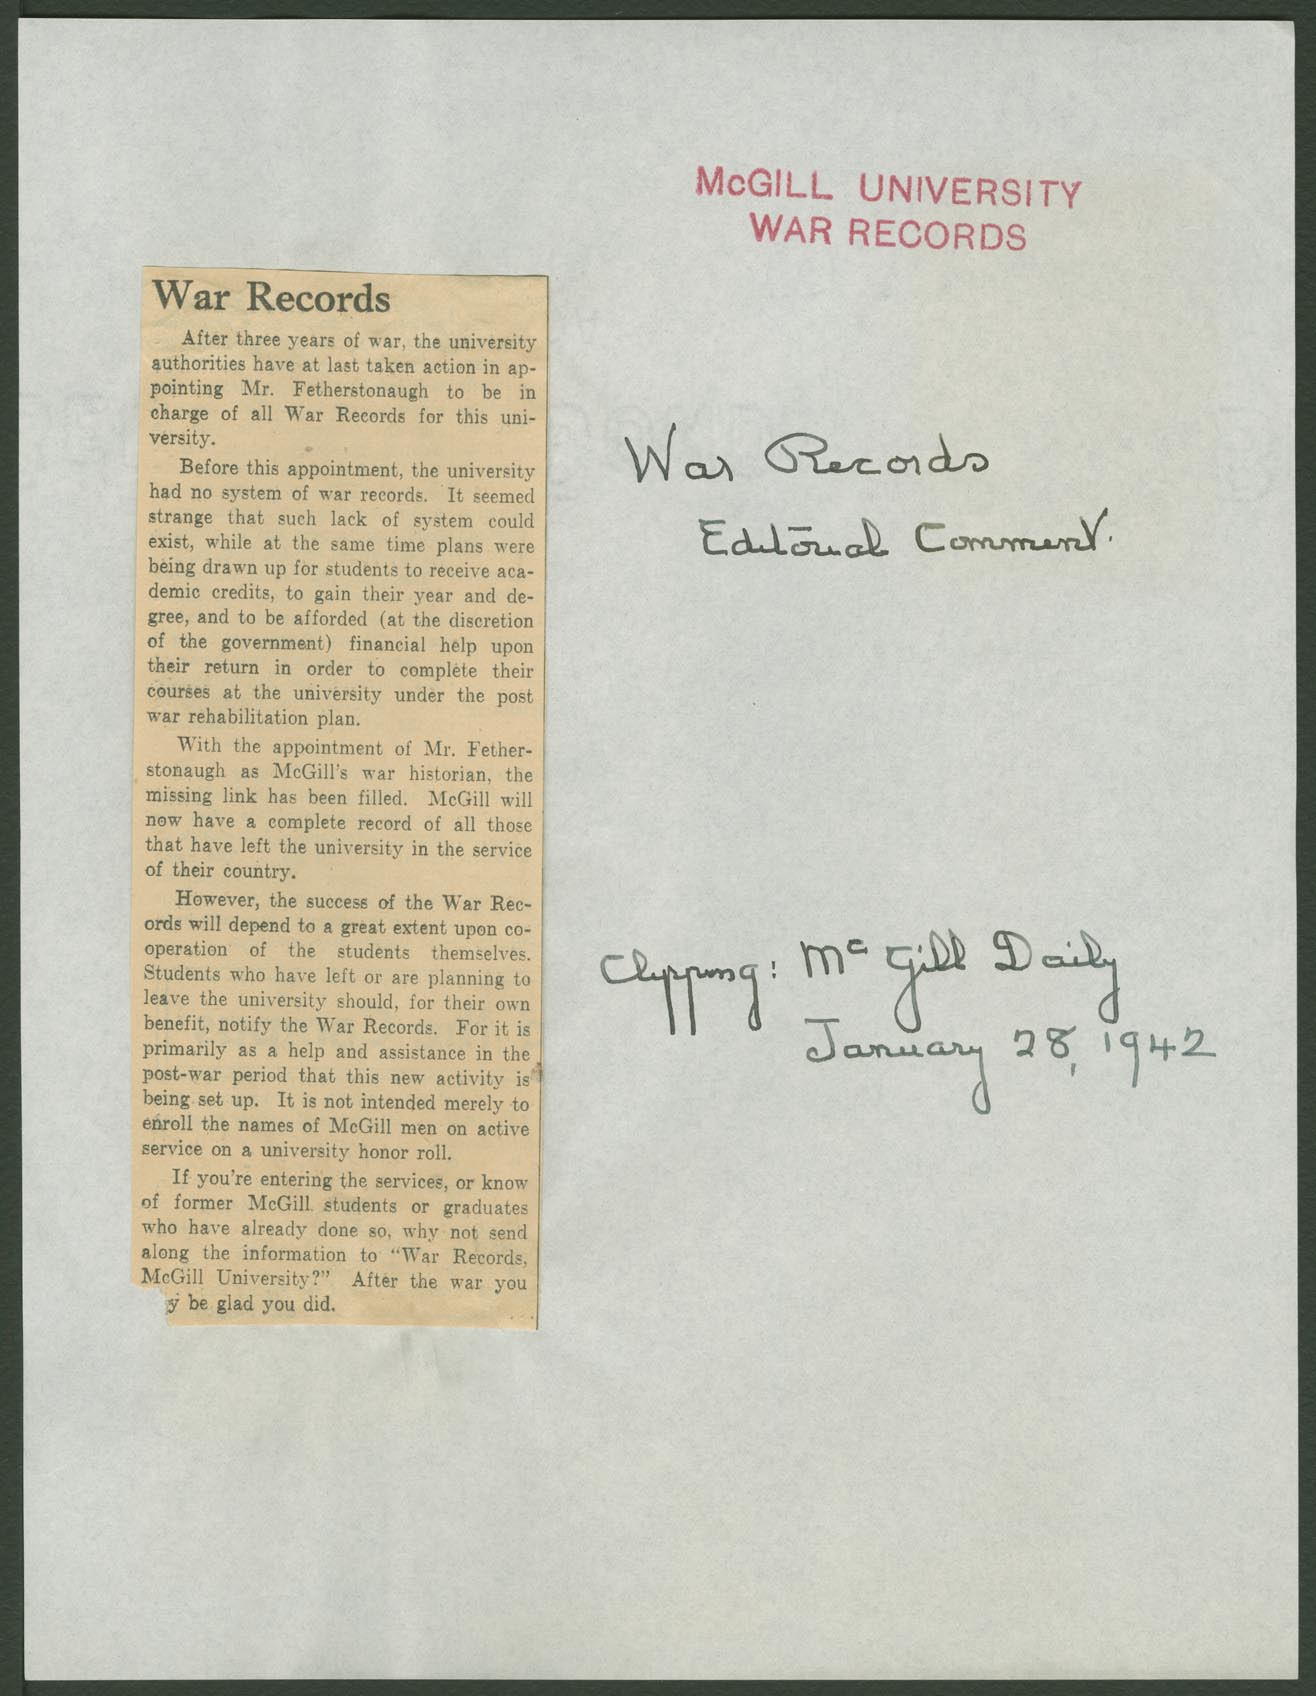 McGILL UNIVERSITY
WAR RECORDS
War Records
After three years of war, the university
authorities have at last taken action in ap-
pointing Mr. Fetherstonaugh to be in
charge of all War Records for this uni-
versity.
Before this appointment, the university
had no system of war records. It seemed
strange that such lack of system could
exist, while at the same time plans were
being drawn up for students to receive aca-
demic credits, to gain their year and de-
gree, and to be afforded (at the discretion
of the government) financial help upon
their return in order to complete their
courses at the university under the post
war rehabilitation plan.
With the appointment of Mr. Fether-
stonaugh as McGill's war historian, the
missing link has been filled. McGill will
now have a complete record of all those
that have left the university in the service
of their country.
However, the success of the War Rec-
ords will depend to a great extent upon co-
operation of the students themselves.
Students who have left or are planning to
leave the university should, for their own
benefit, notify the War Records. For it is
primarily as a help and assistance in the
post-war period that this new activity is
being set up. It is not intended merely to
enroll the names of McGill men on active
service on a university honor roll.
If you're entering the services, or know
of former McGill students or graduates
who have already done so, why not send
along the information to "War Records,
McGill University?" After the war you
y be glad you did.
War Records
Editorial Comment.
Clipping: McGill Daily
January 28, 1942